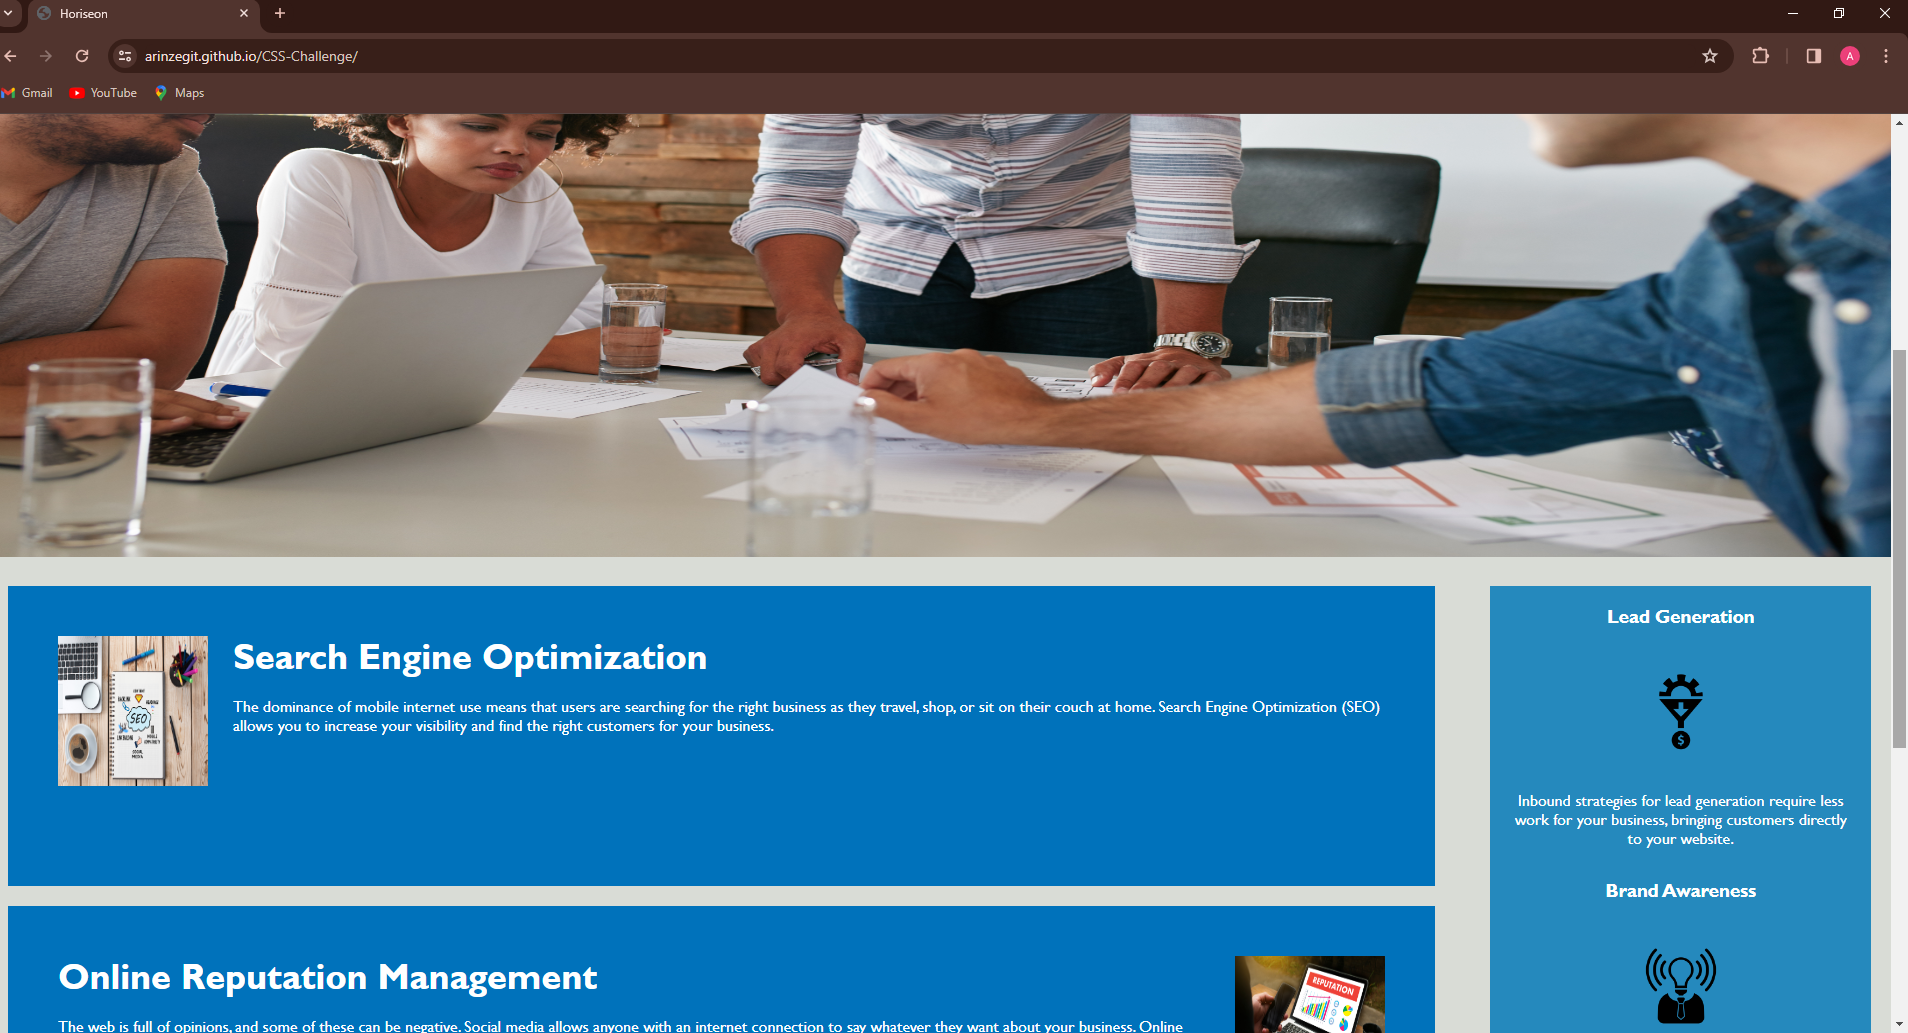 Horiseon
arinzegit.github.io/CSS-Challenge/
A
Gmail
YouTube
Maps
Search Engine Optimization
The dominance of mobile internet use means that users are searching for the right business as they travel, shop, or sit on their couch at home. Search Engine Optimization (SEO)
allows you to increase your visibility and find the right customers for your business.
SEO
Lead Generation
$
Inbound strategies for lead generation require less
work for your business, bringing customers directly
to your website.
Brand Awareness
Online Reputation Management
The web is full of opinions, and some of these can be negative. Social media allows anyone with an internet connection to say whatever they want about your business. Online
REPUTATION